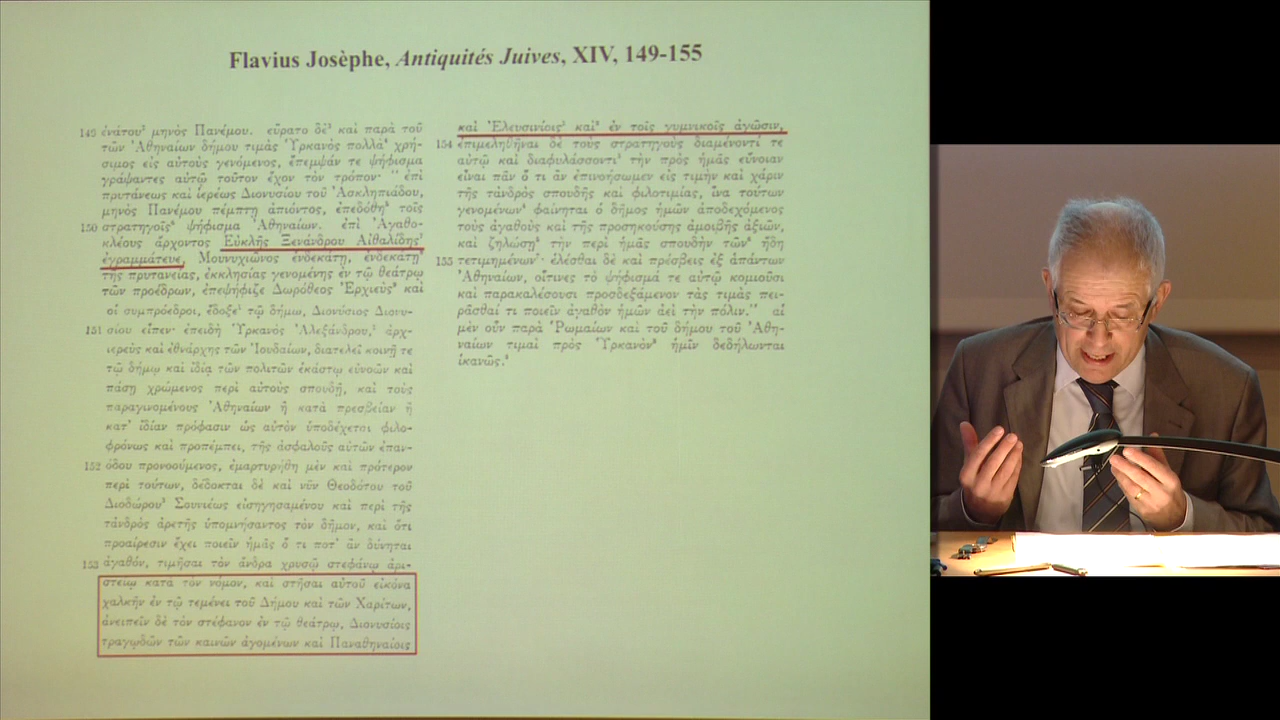 Flavius Josèphe, Antiquités Juives, XIV, 149-155
149 ἐνάτου² μηνὸς Πανέμου. εὕρατο δὲ³ καὶ παρὰ τοῦ
τῶν Ἀθηναίων δήμου τιμὰς Ὑρκανὸς πολλὰ χρή-
σιμος εἰς αὐτοὺς γενόμενος, ἔπεμψάν τε ψήφισμα
γράψαντες αὐτῷ τοῦτον ἔχον τὸν τρόπον· “ ἐπὶ
πρυτάνεως καὶ ἱερέως Διονυσίου τοῦ Ἀσκληπιάδου,
μηνὸς Πανέμου πέμπτῃ ἀπιόντος, ἐπεδόθη τοῖς
150 στρατηγοῖς ψήφισμα Ἀθηναίων. ἐπὶ Ἀγαθο-
κλέους ἄρχοντος Εὐκλῆς Ξενάνδρου Αἰθαλίδης
ἐγραμμάτευε, Μουνυχιῶνος ἑνδεκάτῃ, ἑνδεκάτῃ
τῆς πρυτανείας, ἐκκλησίας γενομένης ἐν τῷ θεάτρῳ
τῶν προέδρων, ἐπεψήφιζε Δωρόθεος Ἐρχιεὺς καὶ
οἱ συμπρόεδροι, ἔδοξε τῷ δήμῳ, Διονύσιος Διονυ-
151 σίου εἶπεν· ἐπειδὴ Ὑρκανὸς Ἀλεξάνδρου, ἀρχ-
ιερεὺς καὶ ἐθνάρχης τῶν Ἰουδαίων, διατελεῖ κοινῇ τε
τῷ δήμῳ καὶ ἰδίᾳ τῶν πολιτῶν ἑκάστῳ εὐνοῶν καὶ
πάσῃ χρώμενος περὶ αὐτοὺς σπουδῇ, καὶ τοὺς
παραγινομένους Ἀθηναίων ἢ κατὰ πρεσβείαν ἢ
κατ’ ἰδίαν πρόφασιν ὡς αὐτὸν ὑποδέχεται φιλο-
φρόνως καὶ προπέμπει, τῆς ἀσφαλοῦς αὐτῶν ἐπαν-
152 όδου προνοούμενος, ἐμαρτυρήθη μὲν καὶ πρότερον
περὶ τούτων, δέδοκται δὲ καὶ νῦν Θεοδότου τοῦ
Διοδώρου Σουνιέως εἰσηγησαμένου καὶ περὶ τῆς
τἀνδρὸς ἀρετῆς ὑπομνήσαντος τὸν δῆμον, καὶ ὅτι
προαίρεσιν ἔχει ποιεῖν ἡμᾶς ὅ τι ποτ’ ἂν δύνηται
153 ἀγαθόν, τιμῆσαι τὸν ἄνδρα χρυσῷ στεφάνῳ ἀρι-
στείῳ κατὰ τὸν νόμον, καὶ στῆσαι αὐτοῦ εἰκόνα
χαλκῆν ἐν τῷ τεμένει τοῦ Δήμου καὶ τῶν Χαρίτων,
ἀνειπεῖν δὲ τὸν στέφανον ἐν τῷ θεάτρῳ, Διονυσίοις
τραγῳδῶν τῶν καινῶν ἀγομένων καὶ Παναθηναίοις
καὶ Ἐλευσινίοις καὶ ἐν τοῖς γυμνικοῖς ἀγῶσιν,
154 ἐπιμεληθῆναι δὲ τοὺς στρατηγοὺς διαμένοντί τε
αὐτῷ καὶ διαφυλάσσοντι τὴν πρὸς ἡμᾶς εὔνοιαν
εἶναι πᾶν ὅ τι ἂν ἐπινοήσωμεν εἰς τιμὴν καὶ χάριν
τῆς τἀνδρὸς σπουδῆς καὶ φιλοτιμίας, ἵνα τούτων
γενομένων φαίνηται ὁ δῆμος ἡμῶν ἀποδεχόμενος
τοὺς ἀγαθοὺς καὶ τῆς προσηκούσης ἀμοιβῆς ἀξιῶν,
καὶ ζηλώσῃ τὴν περὶ ἡμᾶς σπουδὴν τῶν ἤδη
155 τετιμημένων· ἑλέσθαι δὲ καὶ πρέσβεις ἐξ ἁπάντων
Ἀθηναίων, οἵτινες τὸ ψήφισμά τε αὐτῷ κομιοῦσι
καὶ παρακαλέσουσι προσδεξάμενον τὰς τιμὰς πει-
ρᾶσθαί τι ποιεῖν ἀγαθὸν ἡμῶν ἀεὶ τὴν πόλιν.” αἱ
μὲν οὖν παρὰ Ῥωμαίων καὶ τοῦ δήμου τοῦ Ἀθη-
ναίων τιμαὶ πρὸς Ὑρκανὸν ἡμῖν δεδήλωνται
ἱκανῶς.